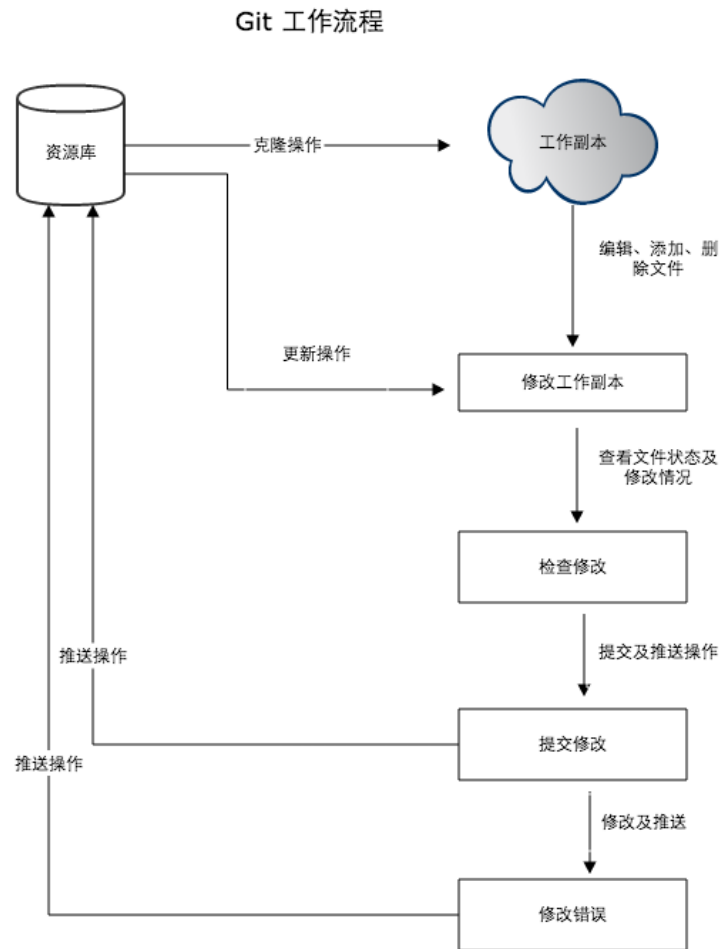 Git 工作流程
资源库
克隆操作
工作副本
编辑、添加、删
除文件
更新操作
修改工作副本
查看文件状态及
修改情况
检查修改
推送操作
提交及推送操作
提交修改
推送操作
修改及推送
修改错误